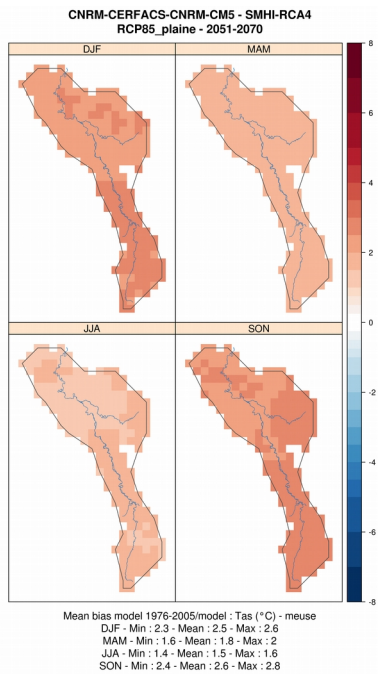 CNRM-CERFACS-CNRM-CM5 - SMHI-RCA4
RCP85_plaine - 2051-2070
DJF
MAM
8
6
4
2
0
-2
-4
-6
-8
JJA
SON
Mean bias model 1976-2005/model : Tas (°C) - meuse
DJF - Min : 2.3 - Mean : 2.5 - Max : 2.6
MAM - Min : 1.6 - Mean : 1.8 - Max : 2
JJA - Min : 1.4 - Mean : 1.5 - Max : 1.6
SON - Min : 2.4 - Mean : 2.6 - Max : 2.8